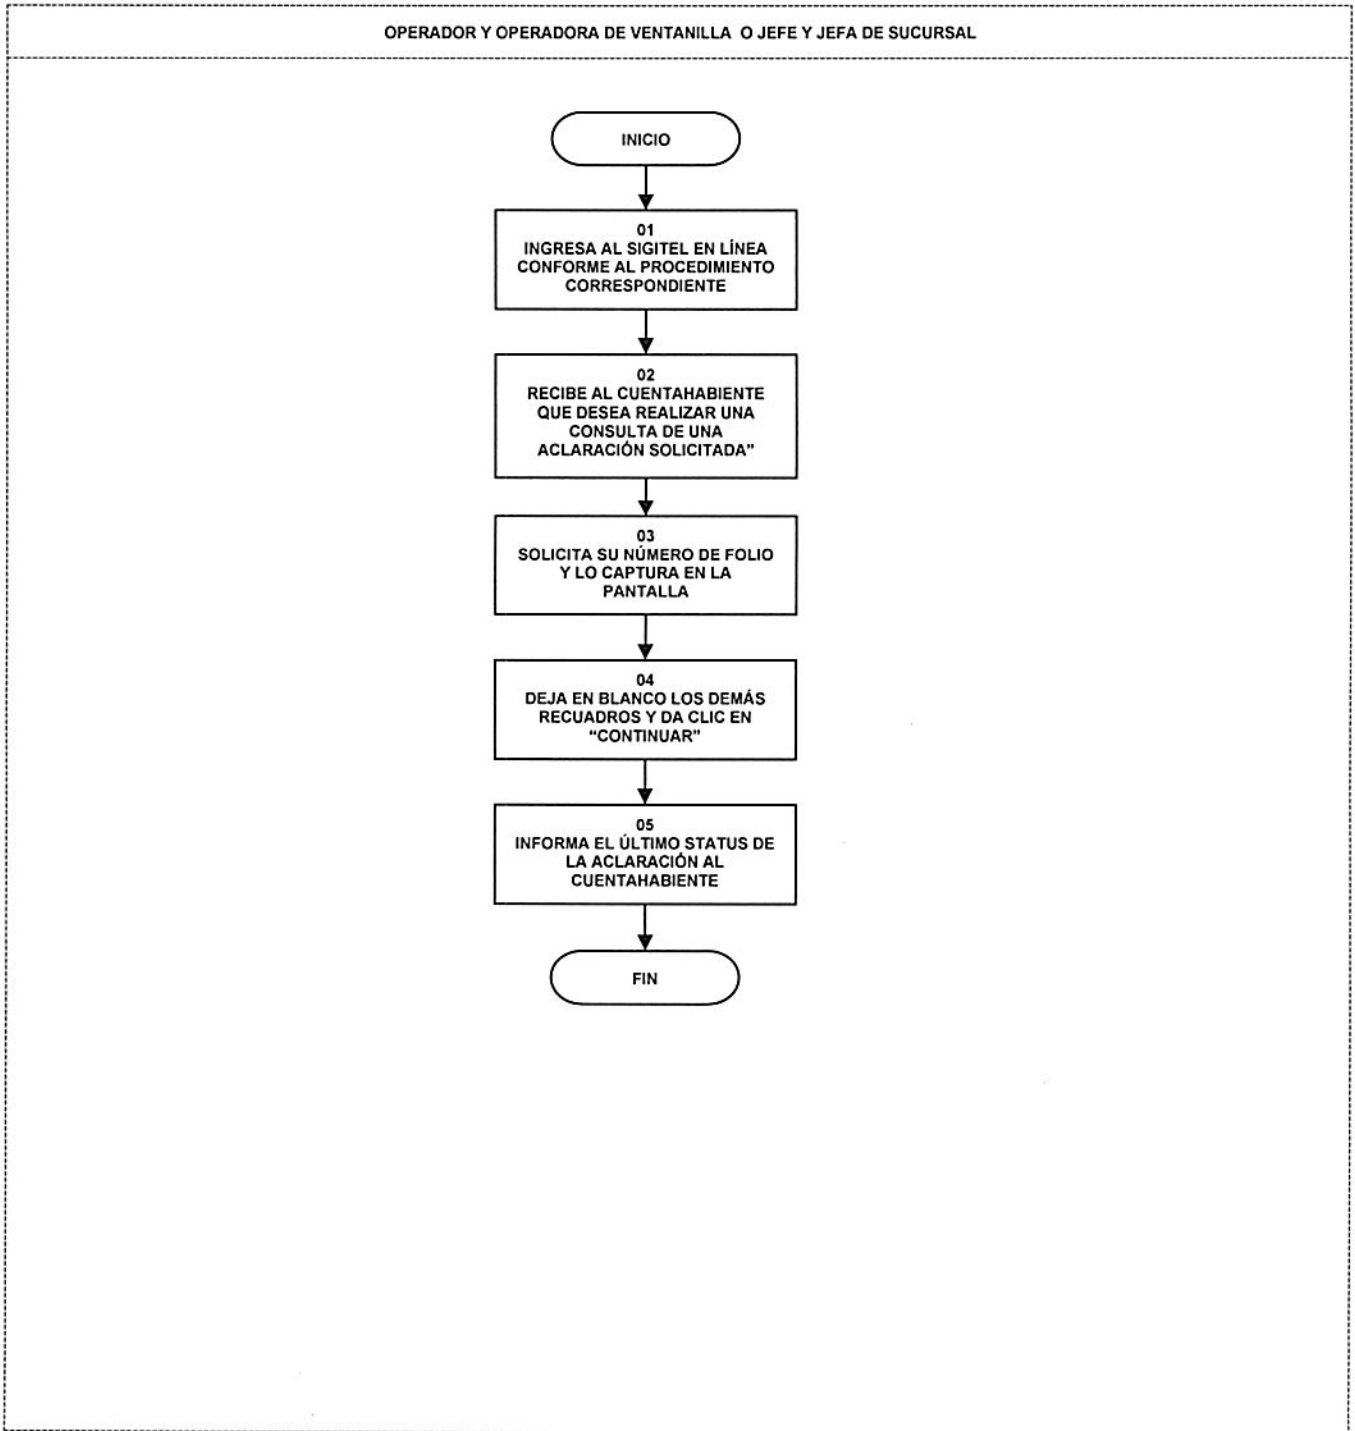 OPERADOR Y OPERADORA DE VENTANILLA O JEFE Y JEFA DE SUCURSAL
INICIO
01
INGRESA AL SIGITEL EN LÍNEA
CONFORME AL PROCEDIMIENTO
CORRESPONDIENTE
02
RECIBE AL CUENTAHABIENTE
QUE DESEA REALIZAR UNA
CONSULTA DE UNA
ACLARACIÓN SOLICITADA”
03
SOLICITA SU NÚMERO DE FOLIO
Y LO CAPTURA EN LA
PANTALLA
04
DEJA EN BLANCO LOS DEMÁS
RECUADROS Y DA CLIC EN
“CONTINUAR”
05
INFORMA EL ÚLTIMO STATUS DE
LA ACLARACIÓN AL
CUENTAHABIENTE
FIN